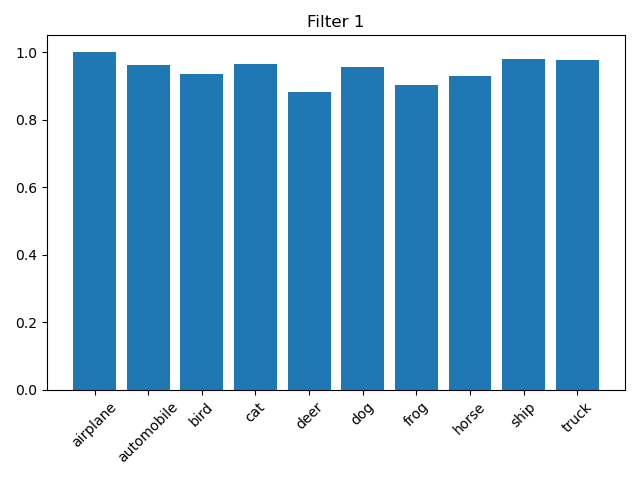 Filter 1
1.0
0.8
0.6
0.4
0.2
0.0
airplane
automobile
bird
cat
deer
dog
frog
horse
ship
truck